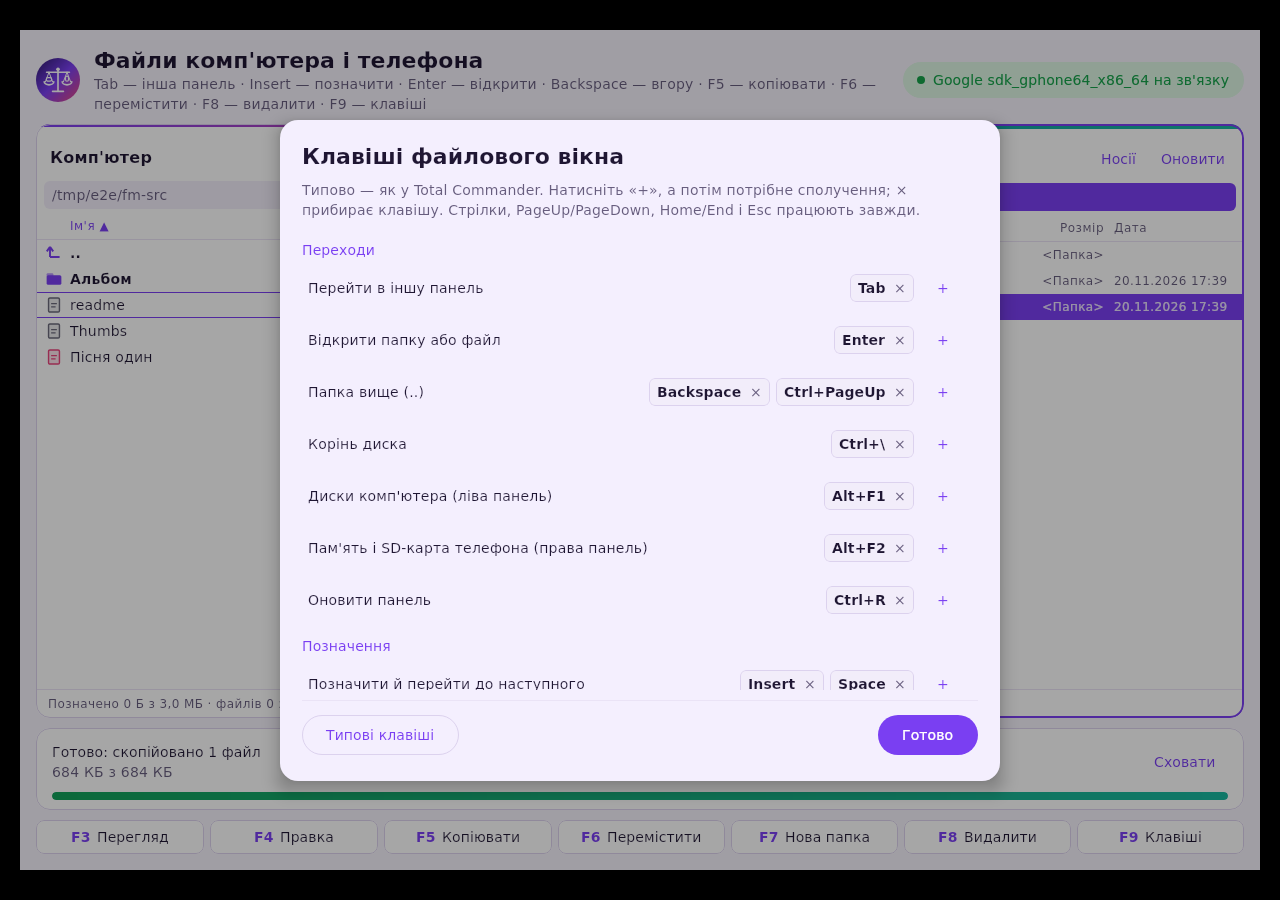 Файли комп'ютера і телефона
Tab — інша панель · Insert — позначити · Enter — відкрити · Backspace — вгору · F5 — копіювати · F6 —
перемістити · F8 — видалити · F9 — клавіші
Google sdk_gphone64_x86_64 на зв'язку
Комп'ютер
/tmp/e2e/fm-src
Ім'я ▲
..
Альбом
readme
Thumbs
Пісня один
Позначено 0 Б з 3,0 МБ · файлів 0
Носії Оновити
Розмір Дата
<Папка>
<Папка> 20.11.2026 17:39
<Папка> 20.11.2026 17:39
Клавіші файлового вікна
Типово — як у Total Commander. Натисніть «+», а потім потрібне сполучення; ×
прибирає клавішу. Стрілки, PageUp/PageDown, Home/End і Esc працюють завжди.
Переходи
Перейти в іншу панель Tab × +
Відкрити папку або файл Enter × +
Папка вище (..) Backspace × Ctrl+PageUp × +
Корінь диска Ctrl+\ × +
Диски комп'ютера (ліва панель) Alt+F1 × +
Пам'ять і SD-карта телефона (права панель) Alt+F2 × +
Оновити панель Ctrl+R × +
Позначення
Позначити й перейти до наступного Insert × Space × +
Типові клавіші Готово
Готово: скопійовано 1 файл
684 КБ з 684 КБ
Сховати
F3 Перегляд F4 Правка F5 Копіювати F6 Перемістити F7 Нова папка F8 Видалити F9 Клавіші